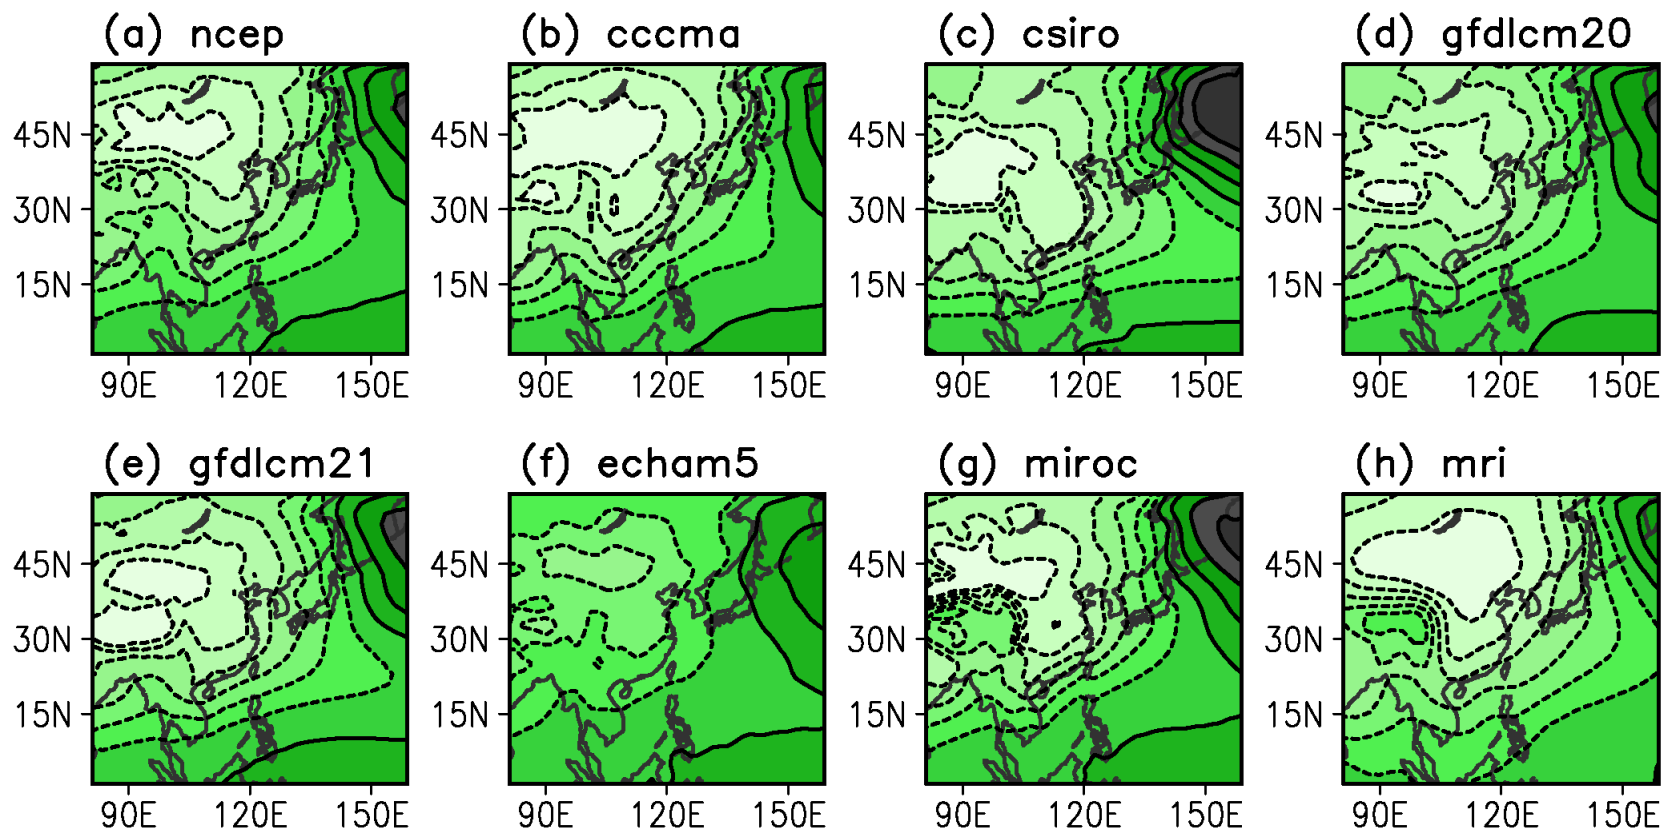 (a) ncep (b) cccma (c) csiro (d) gfdlcm20
45N 45N 45N 45N
30N 30N 30N 30N
15N 15N 15N 15N
90E 120E 150E 90E 120E 150E 90E 120E 150E 90E 120E 150E
(e) gfdlcm21 (f) echam5 (g) miroc (h) mri
45N 45N 45N 45N
30N 30N 30N 30N
15N 15N 15N 15N
90E 120E 150E 90E 120E 150E 90E 120E 150E 90E 120E 150E